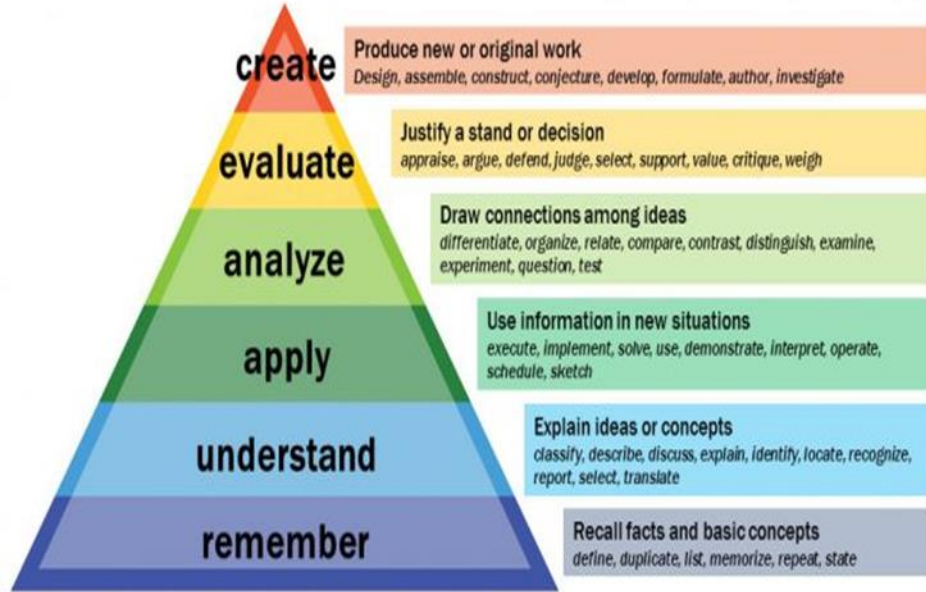 create
Produce new or original work
Design, assemble, construct, conjecture, develop, formulate, author, investigate
evaluate
Justify a stand or decision
appraise, argue, defend, judge, select, support, value, critique, weigh
analyze
Draw connections among ideas
differentiate, organize, relate, compare, contrast, distinguish, examine,
experiment, question, test
apply
Use information in new situations
execute, implement, solve, use, demonstrate, interpret, operate,
schedule, sketch
understand
Explain ideas or concepts
classify, describe, discuss, explain, identify, locate, recognize,
report, select, translate
remember
Recall facts and basic concepts
define, duplicate, list, memorize, repeat, state